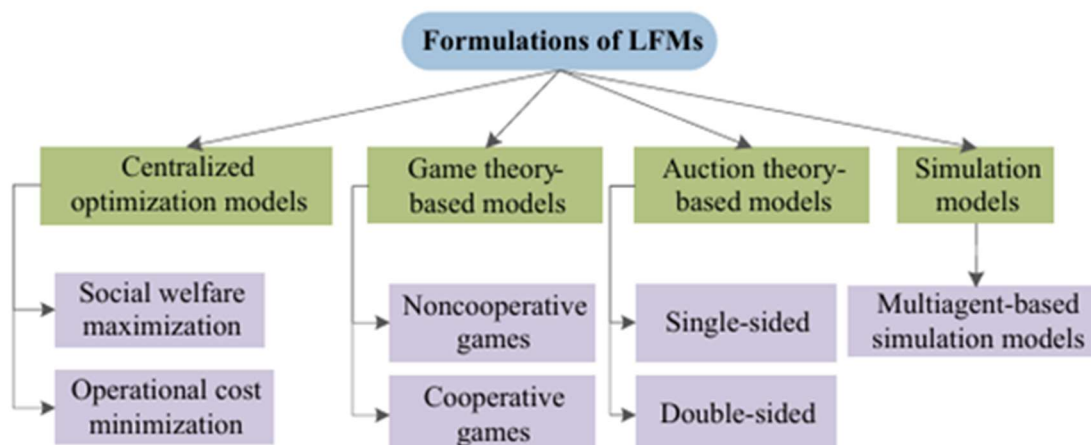 Formulations of LFMs
Centralized
optimization models
Game theory-
based models
Auction theory-
based models
Simulation
models
Social welfare
maximization
Operational cost
minimization
Noncooperative
games
Cooperative
games
Single-sided
Double-sided
Multiagent-based
simulation models